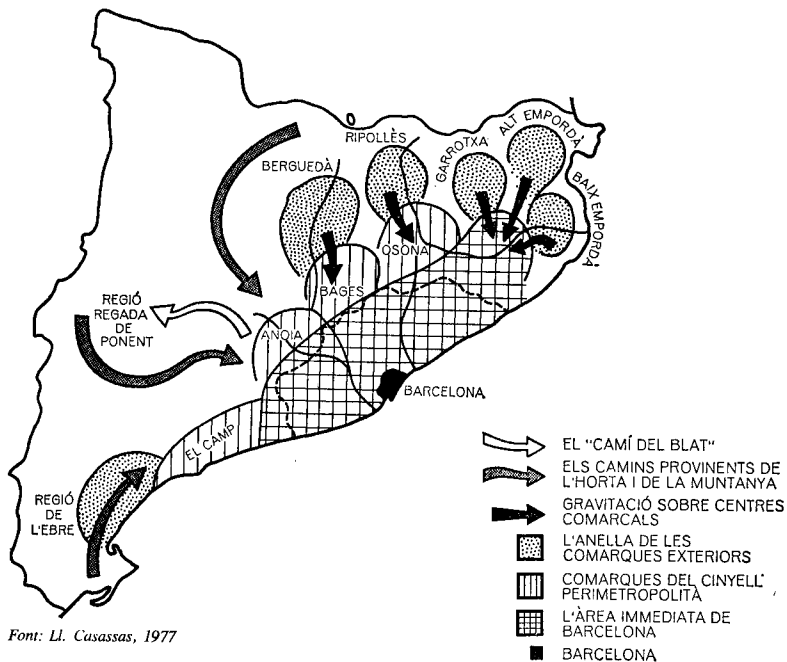 RIPOLLÈS
GARROTXA
ALT EMPORDÀ
BERGUEDÀ
BAIX EMPORDÀ
OSONA
BAGES
REGIÓ
REGADA
DE
PONENT
ANOIA
BARCELONA
EL CAMP
REGIÓ
DE
L'EBRE
EL "CAMÍ DEL BLAT"
ELS CAMINS PROVINENTS DE
L'HORTA I DE LA MUNTANYA
GRAVITACIÓ SOBRE CENTRES
COMARCALS
L'ANELLA DE LES
COMARQUES EXTERIORS
COMARQUES DEL CINYELL
PERIMETROPOLITÀ
L'ÀREA IMMEDIATA DE
BARCELONA
BARCELONA
Font: Ll. Casassas, 1977